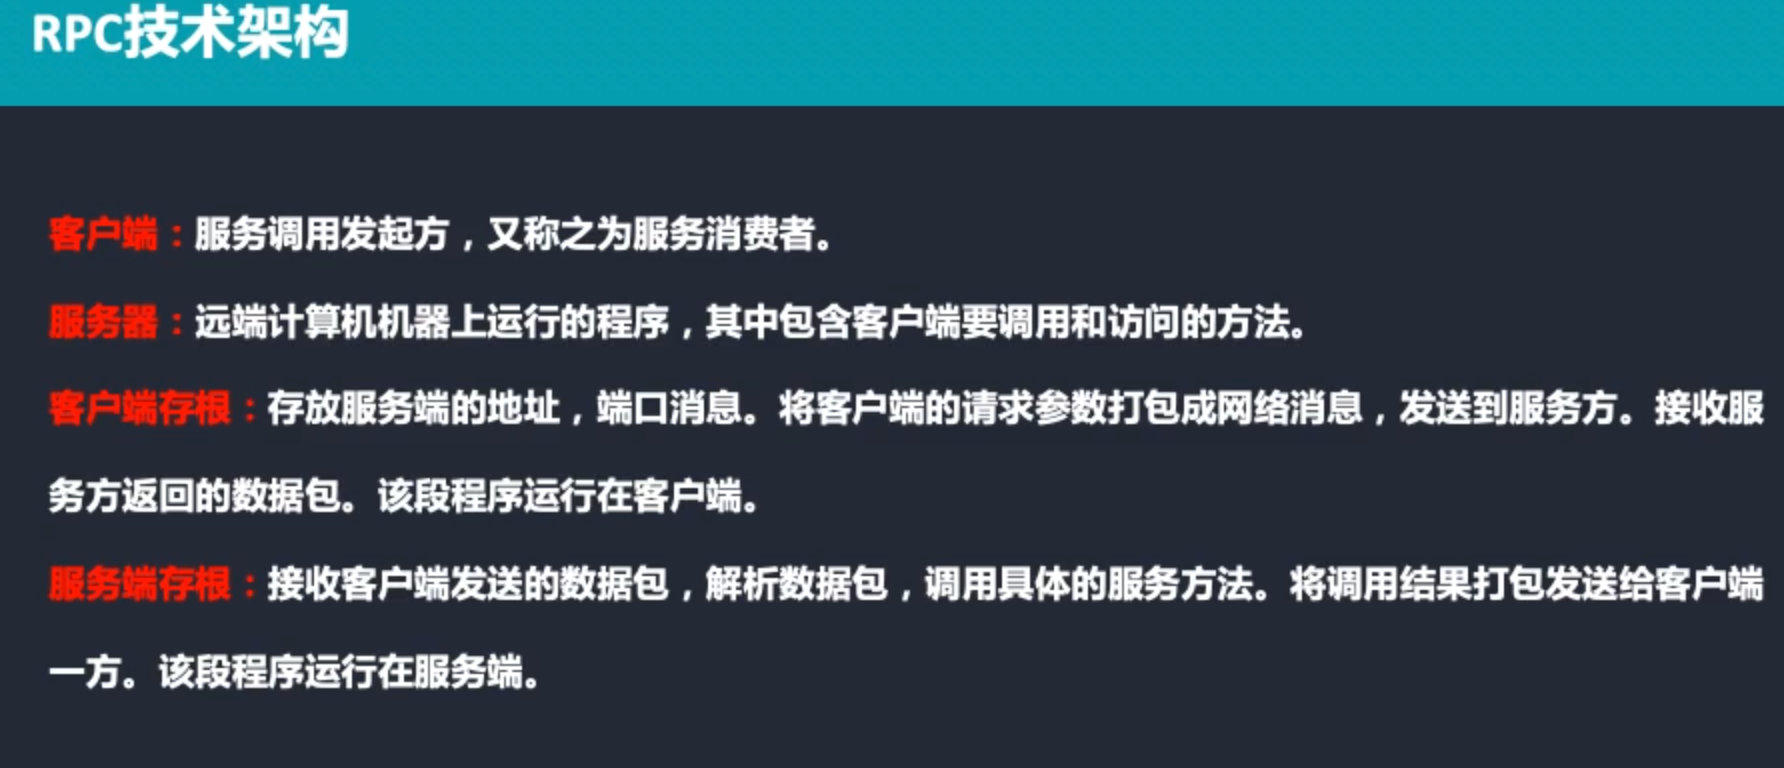 RPC技术架构
客户端：服务调用发起方，又称之为服务消费者。
服务器：远端计算机机器上运行的程序，其中包含客户端要调用和访问的方法。
客户端存根：存放服务端的地址，端口消息。将客户端的请求参数打包成网络消息，发送到服务方。接收服
务方返回的数据包。该段程序运行在客户端。
服务端存根：接收客户端发送的数据包，解析数据包，调用具体的服务方法。将调用结果打包发送给客户端
一方。该段程序运行在服务端。